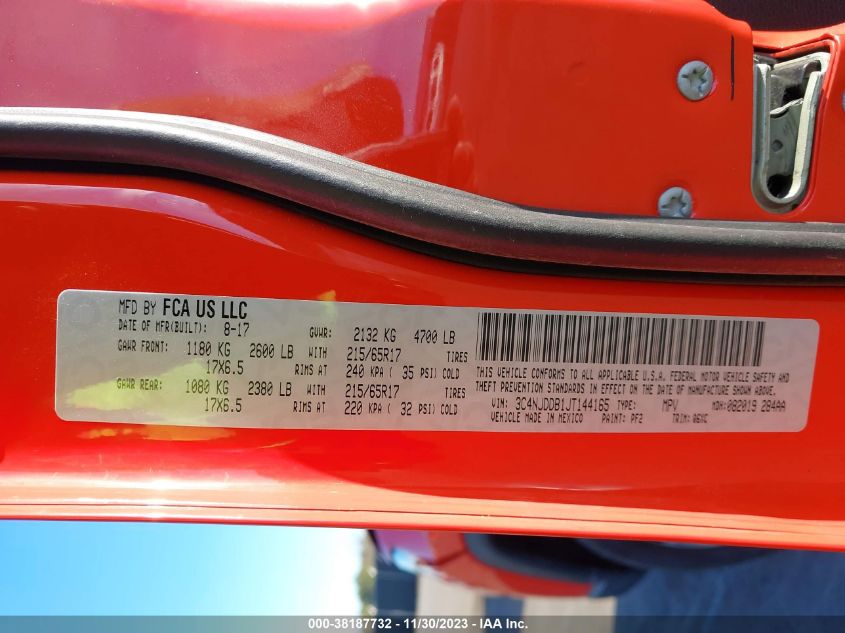 MFD BY FCA US LLC
DATE OF MFR(BUILT): 8-17 GVWR: 2132 KG 4700 LB
GAWR FRONT: 1180 KG 2600 LB WITH 215/65R17 TIRES
17X6.5 RIMS AT 240 KPA ( 35 PSI) COLD
GAWR REAR: 1080 KG 2380 LB WITH 215/65R17 TIRES
17X6.5 RIMS AT 220 KPA ( 32 PSI) COLD
THIS VEHICLE CONFORMS TO ALL APPLICABLE U.S.A. FEDERAL MOTOR VEHICLE SAFETY AND
THEFT PREVENTION STANDARDS IN EFFECT ON THE DATE OF MANUFACTURE SHOWN ABOVE.
VIN: 3C4NJDDB1JT144165 TYPE: MPV MDH:082019 284AA
VEHICLE MADE IN MEXICO PAINT: PF2 TRIM:
000-38187732 - 11/30/2023 - IAA Inc.